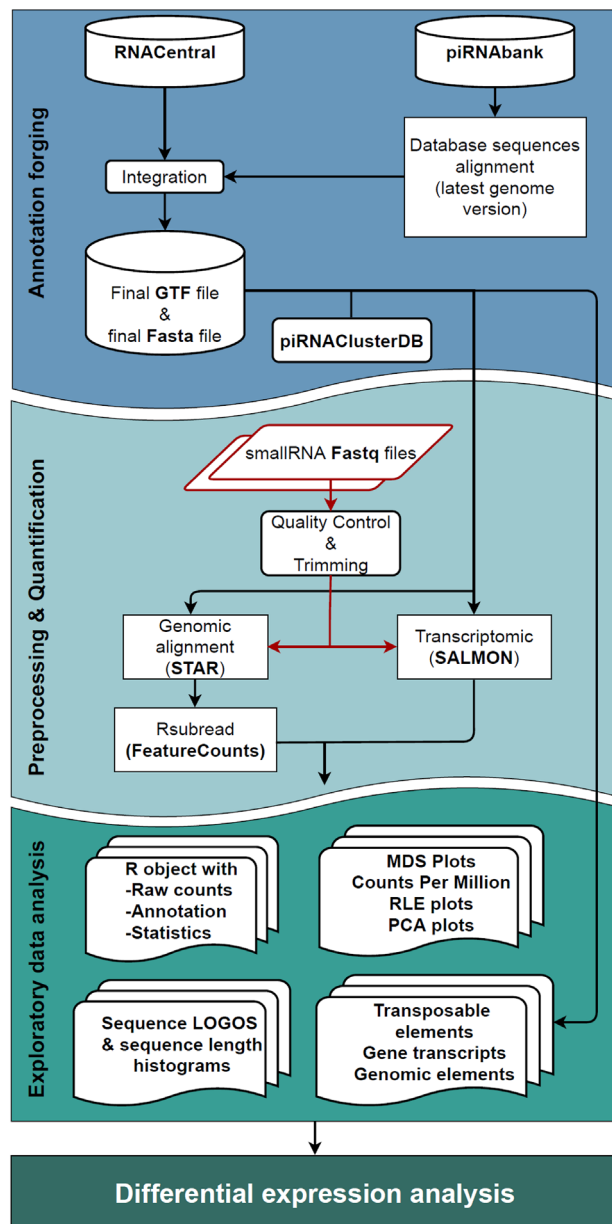 RNACentral
piRNAbank
Annotation forging
Database sequences
alignment
(latest genome
version)
Integration
Final GTF file
&
final Fasta file
piRNAClusterDB
Preprocessing & Quantification
smallRNA Fastq files
Quality Control
&
Trimming
Genomic
alignment
(STAR)
Transcriptomic
(SALMON)
Rsubread
(FeatureCounts)
Exploratory data analysis
R object with
-Raw counts
-Annotation
-Statistics
MDS Plots
Counts Per Million
RLE plots
PCA plots
Sequence LOGOS
& sequence length
histograms
Transposable
elements
Gene transcripts
Genomic elements
Differential expression analysis